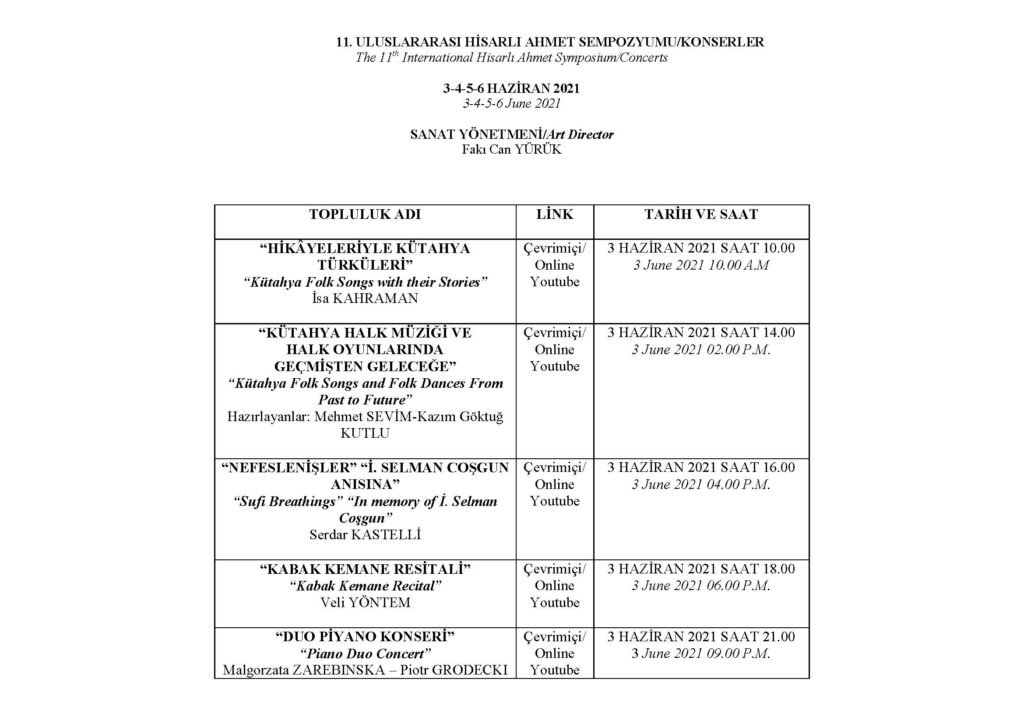 11. ULUSLARARASI HİSARLI AHMET SEMPOZYUMU/KONSERLER
The 11th International Hisarlı Ahmet Symposium/Concerts
3-4-5-6 HAZİRAN 2021
3-4-5-6 June 2021
SANAT YÖNETMENİ/Art Director
Fakı Can YÜRÜK
TOPLULUK ADI
LİNK
TARİH VE SAAT
“HİKÂYELERİYLE KÜTAHYA
TÜRKÜLERİ”
“Kütahya Folk Songs with their Stories”
İsa KAHRAMAN
Çevrimiçi/
Online
Youtube
3 HAZİRAN 2021 SAAT 10.00
3 June 2021 10.00 A.M
“KÜTAHYA HALK MÜZİĞİ VE
HALK OYUNLARINDA
GEÇMİŞTEN GELECEĞE”
“Kütahya Folk Songs and Folk Dances From
Past to Future”
Hazırlayanlar: Mehmet SEVİM-Kazım Göktuğ
KUTLU
Çevrimiçi/
Online
Youtube
3 HAZİRAN 2021 SAAT 14.00
3 June 2021 02.00 P.M.
“NEFESLENİŞLER” “İ. SELMAN COŞGUN
ANISINA”
“Sufi Breathings” “In memory of İ. Selman
Coşgun”
Serdar KASTELLİ
Çevrimiçi/
Online
Youtube
3 HAZİRAN 2021 SAAT 16.00
3 June 2021 04.00 P.M.
“KABAK KEMANE RESİTALİ”
“Kabak Kemane Recital”
Veli YÖNTEM
Çevrimiçi/
Online
Youtube
3 HAZİRAN 2021 SAAT 18.00
3 June 2021 06.00 P.M.
“DUO PİYANO KONSERİ”
“Piano Duo Concert”
Malgorzata ZAREBINSKA – Piotr GRODECKI
Çevrimiçi/
Online
Youtube
3 HAZİRAN 2021 SAAT 21.00
3 June 2021 09.00 P.M.